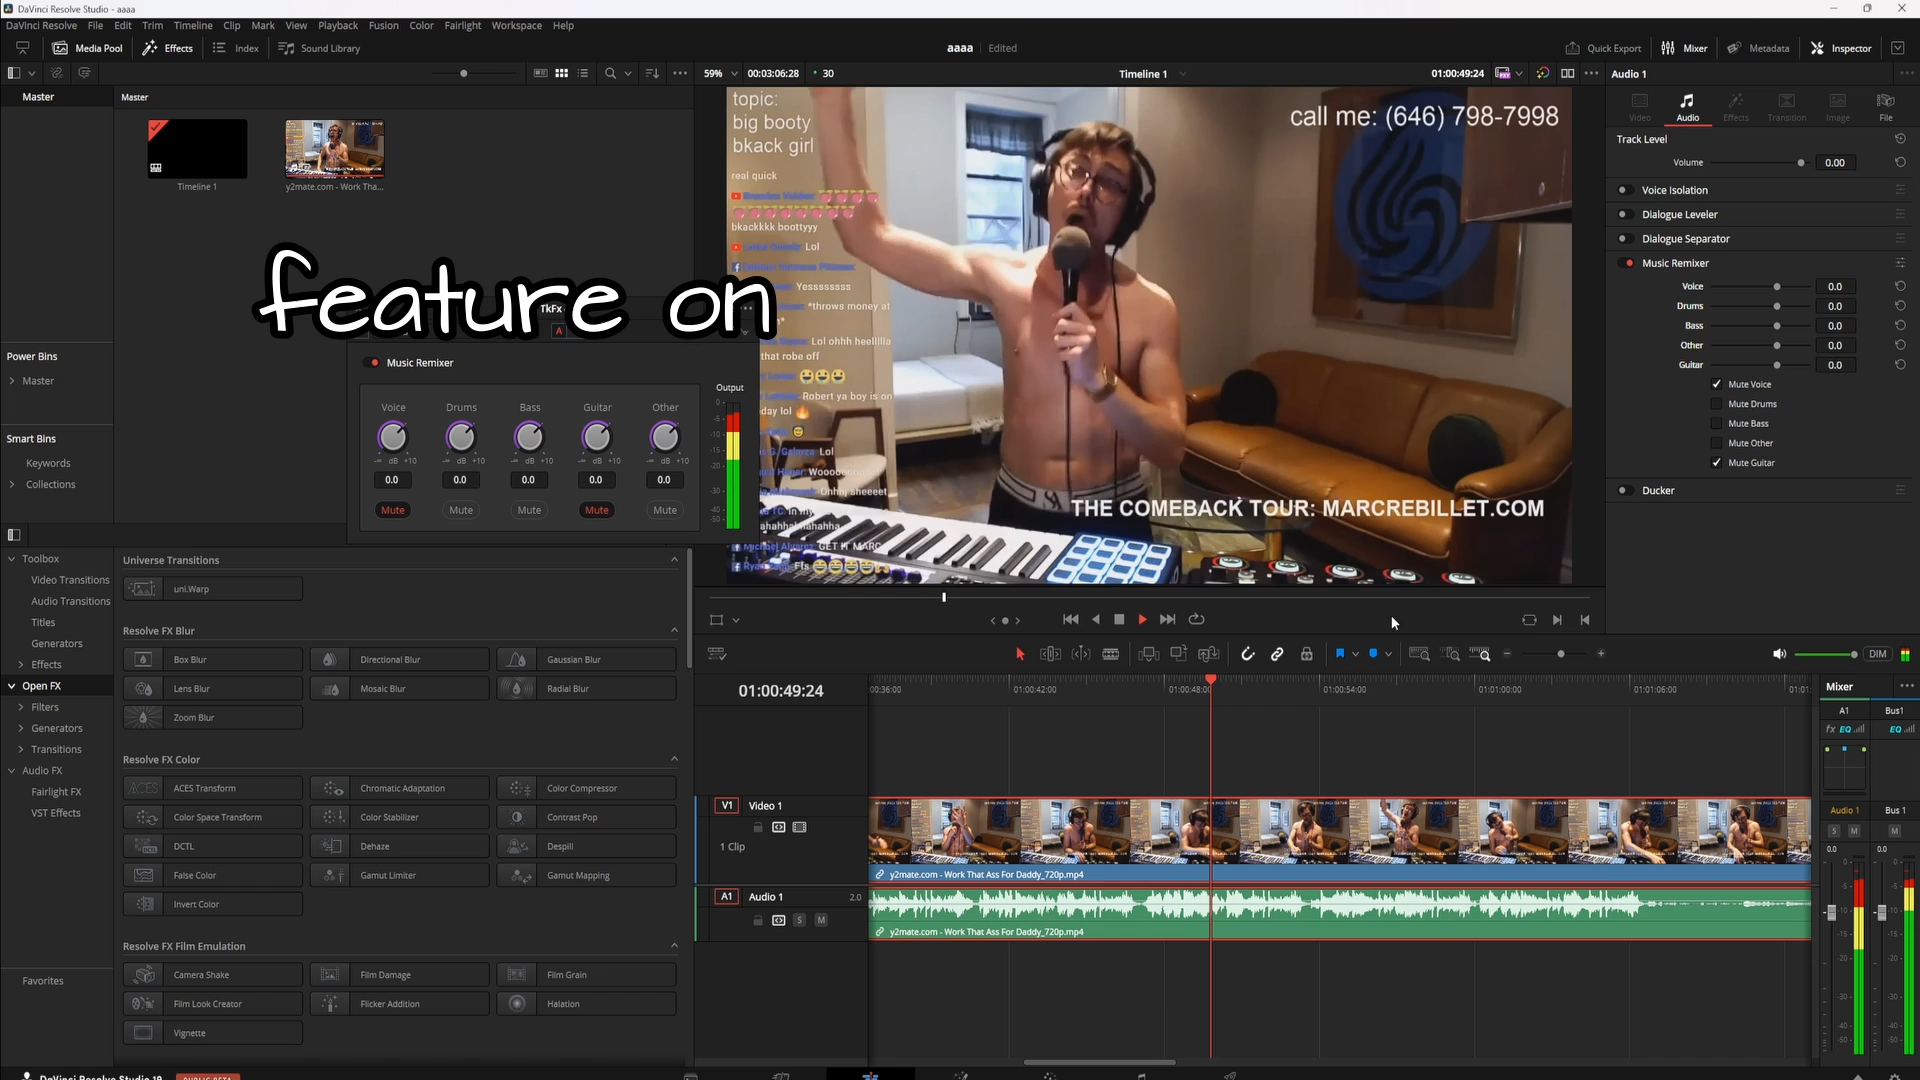 DaVinci Resolve Studio - aaaa
DaVinci Resolve File Edit Trim Timeline Clip Mark View Playback Fusion Color Fairlight Workspace Help
Media Pool Effects Index Sound Library
aaaa Edited
Quick Export Mixer Metadata Inspector
59% 00:03:06:28 30 Timeline 1 01:00:49:24
Audio 1
Master
Master
Timeline 1
y2mate.com - Work Tha...
Power Bins
Master
Smart Bins
Keywords
Collections
feature on
TkFx
A
Music Remixer
Output
Voice Drums Bass Guitar Other
-∞ dB +10 -∞ dB +10 -∞ dB +10 -∞ dB +10 -∞ dB +10
0.0 0.0 0.0 0.0 0.0
Mute Mute Mute Mute Mute
topic:
big booty
bkack girl
real quick
bkackkkk boottyyy
Lol
Yesssssss
*throws money at
Lol ohhh heelllla
that robe off
Robert ya boy is on
day lol
Lol
Ohhhy sheeeet
GET IT MARC
Ffs
call me: (646) 798-7998
THE COMEBACK TOUR: MARCREBILLET.COM
Video Audio Effects Transition Image File
Track Level
Volume 0.00
Voice Isolation
Dialogue Leveler
Dialogue Separator
Music Remixer
Voice 0.0
Drums 0.0
Bass 0.0
Other 0.0
Guitar 0.0
Mute Voice
Mute Drums
Mute Bass
Mute Other
Mute Guitar
Ducker
Toolbox
Video Transitions
Audio Transitions
Titles
Generators
Effects
Open FX
Filters
Generators
Transitions
Audio FX
Fairlight FX
VST Effects
Favorites
Universe Transitions
uni.Warp
Resolve FX Blur
Box Blur Directional Blur Gaussian Blur
Lens Blur Mosaic Blur Radial Blur
Zoom Blur
Resolve FX Color
ACES ACES Transform Chromatic Adaptation Color Compressor
Color Space Transform Color Stabilizer Contrast Pop
DCTL DCTL Dehaze Despill
False Color Gamut Limiter Gamut Mapping
Invert Color
Resolve FX Film Emulation
Camera Shake Film Damage Film Grain
Film Look Creator Flicker Addition Halation
Vignette
DIM
01:00:49:24
00:36:00 01:00:42:00 01:00:48:00 01:00:54:00 01:01:00:00 01:01:06:00 01:01:
V1 Video 1
1 Clip
y2mate.com - Work That Ass For Daddy_720p.mp4
A1 Audio 1 2.0
S M
y2mate.com - Work That Ass For Daddy_720p.mp4
Mixer
A1 Bus1
fx EQ EQ
Audio 1 Bus 1
S M M
0.0 0.0
DaVinci Resolve Studio 19 PUBLIC BETA